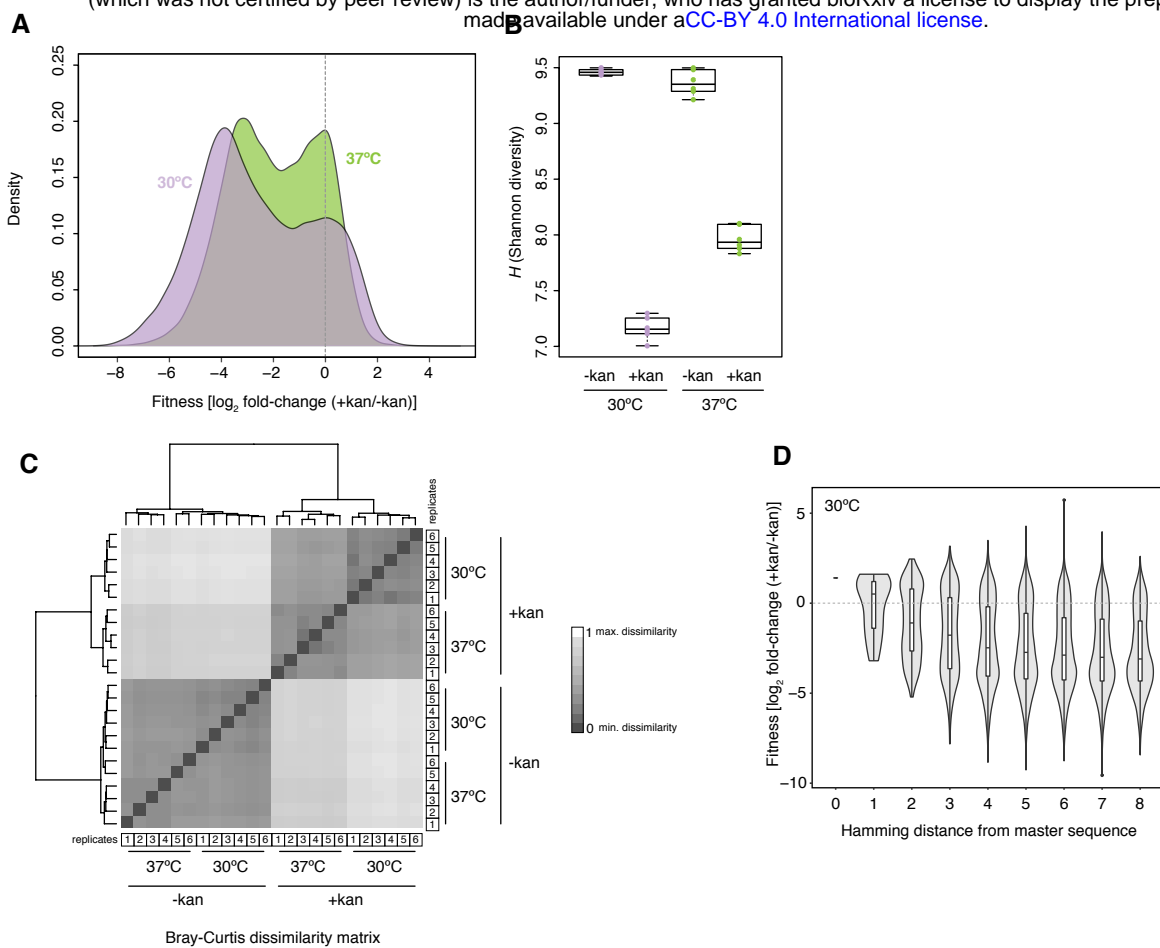 (which was not certified by peer review) is the author/funder, who has granted bioRxiv a license to display the
made available under aCC-BY 4.0 International license.
A
B
0.25
0.20
0.15
0.10
0.05
0.00
Density
30ºC
37ºC
−8 −6 −4 −2 0 2 4
Fitness [log2 fold-change (+kan/-kan)]
9.5
9.0
8.5
8.0
7.5
7.0
H (Shannon diversity)
-kan +kan -kan +kan
30ºC 37ºC
C
replicates
6
5
4
3
2
1
30ºC
6
5
4
3
2
1
37ºC
+kan
6
5
4
3
2
1
30ºC
6
5
4
3
2
1
37ºC
-kan
1 max. dissimilarity
0 min. dissimilarity
replicates 1 2 3 4 5 6 1 2 3 4 5 6 1 2 3 4 5 6 1 2 3 4 5 6
37ºC 30ºC 37ºC 30ºC
-kan +kan
Bray-Curtis dissimilarity matrix
D
30ºC
5
0
−5
−10
Fitness [log2 fold-change (+kan/-kan)]
0 1 2 3 4 5 6 7 8
Hamming distance from master sequence